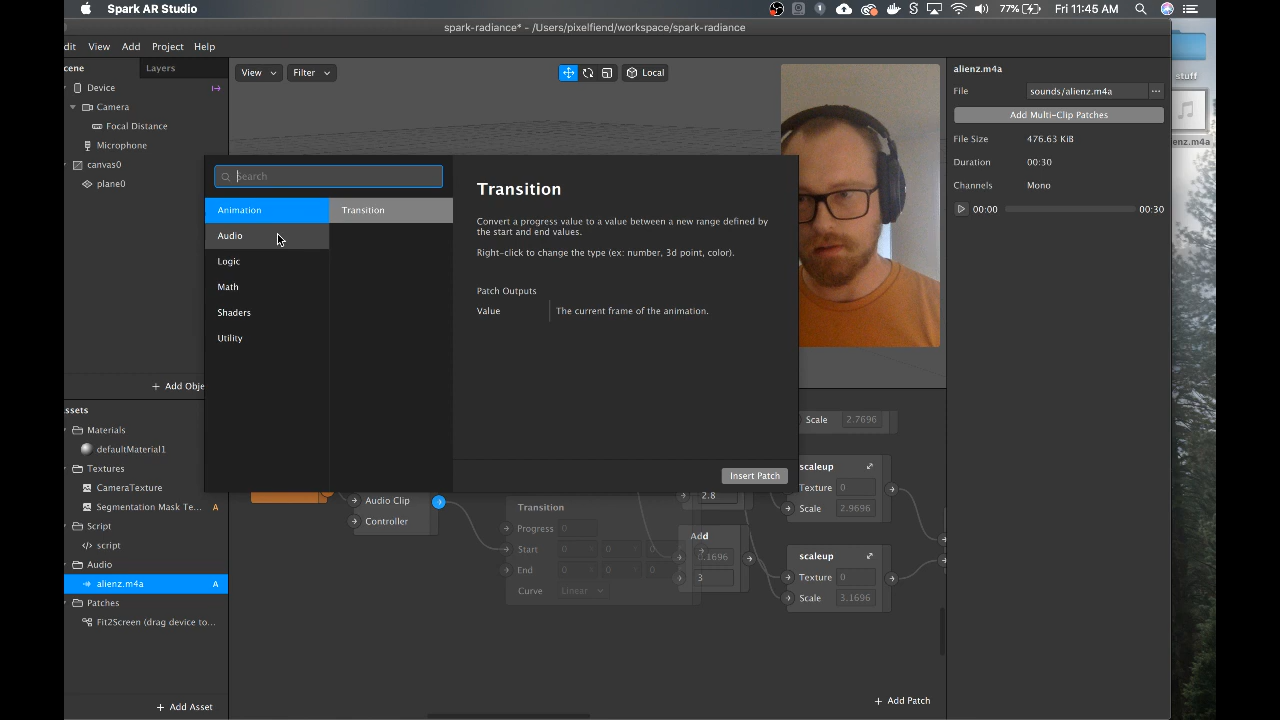 Spark AR Studio
77%
Fri 11:45 AM
spark-radiance* - /Users/pixelfiend/workspace/spark-radiance
dit View Add Project Help
cene Layers
Device
Camera
Focal Distance
Microphone
canvas0
plane0
+ Add Obje
View
Filter
Local
alienz.m4a
File sounds/alienz.m4a ...
Add Multi-Clip Patches
File Size 476.63 KiB
Duration 00:30
Channels Mono
00:00 00:30
stuff
enz.m4a
Search
Animation
Audio
Logic
Math
Shaders
Utility
Transition
Transition
Convert a progress value to a value between a new range defined by
the start and end values.
Right-click to change the type (ex: number, 3d point, color).
Patch Outputs
Value The current frame of the animation.
Insert Patch
ssets
Materials
defaultMaterial1
Textures
CameraTexture
Segmentation Mask Te... A
Script
script
Audio
alienz.m4a A
Patches
Fit2Screen (drag device to...
+ Add Asset
Audio Clip
Controller
Transition
Progress 0
Start 0 0 0
End 0 0 0
Curve Linear
2.8
Add
0.1696
3
Scale 2.7696
scaleup
Texture 0
Scale 2.9696
scaleup
Texture 0
Scale 3.1696
+ Add Patch